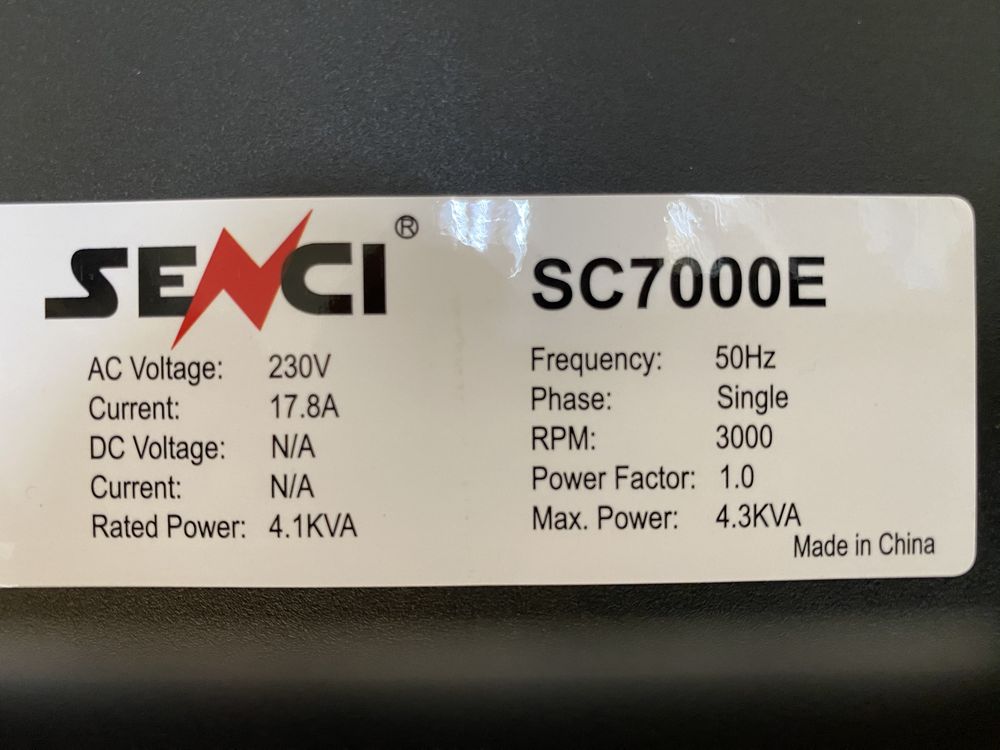 SENCI®
SC7000E
AC Voltage: 230V
Current: 17.8A
DC Voltage: N/A
Current: N/A
Rated Power: 4.1KVA
Frequency: 50Hz
Phase: Single
RPM: 3000
Power Factor: 1.0
Max. Power: 4.3KVA
Made in China